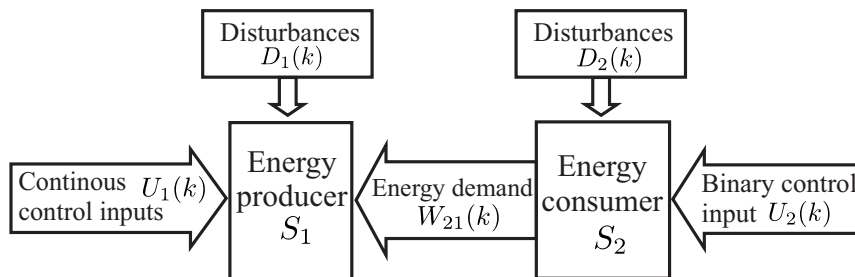 Disturbances
D₁(k)
Disturbances
D₂(k)
Continous U₁(k)
control inputs
Energy
producer
S₁
Energy demand
W₂₁(k)
Energy
consumer
S₂
Binary control
input U₂(k)